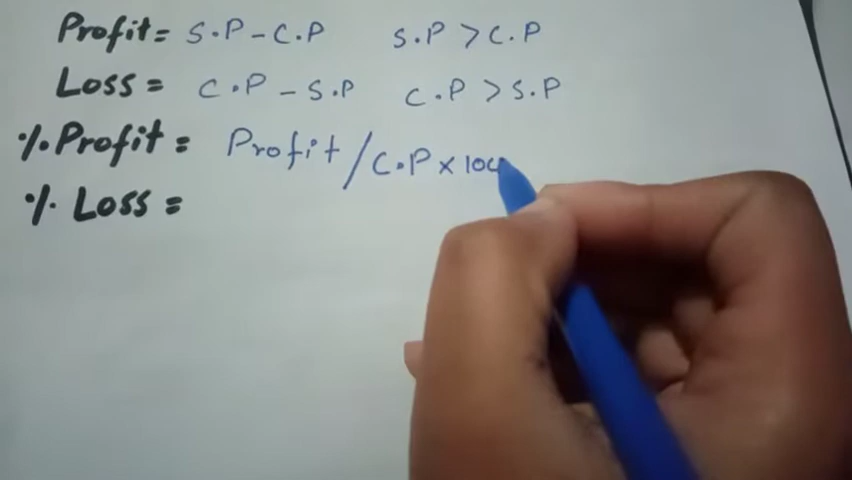 Profit = S.P - C.P S.P > C.P
Loss = C.P - S.P C.P > S.P
% Profit = Profit / C.P × 100
% Loss =